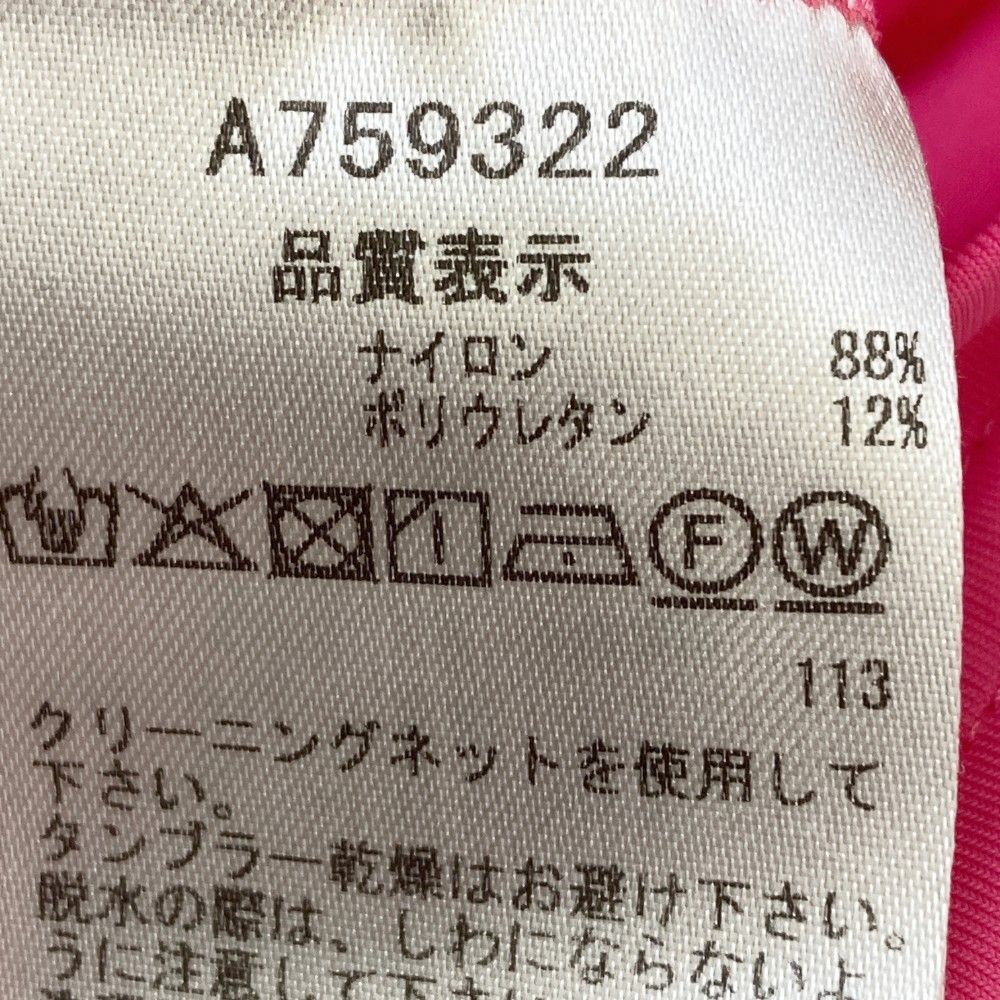 A759322
品質表示
ナイロン 88%
ポリウレタン 12%
F W
113
クリーニングネットを使用して
下さい。
タンブラー乾燥はお避け下さい。
脱水の際は、しわにならないよ
うに注意して下さい